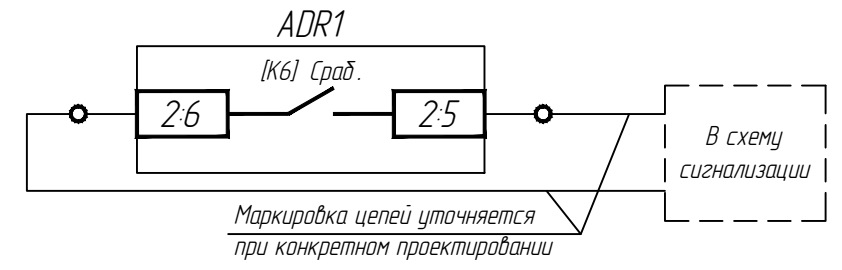 ADR1
[K6] Сраб.
2:6
2:5
В схему
сигнализации
Маркировка цепей уточняется
при конкретном проектировании